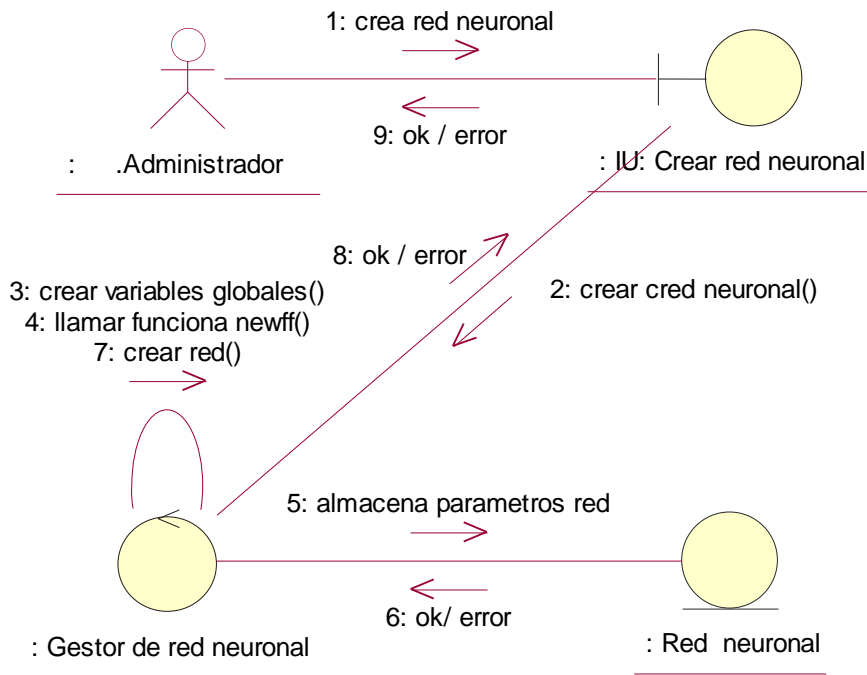 1: crea red neuronal
9: ok / error
: .Administrador
: IU: Crear red neuronal
8: ok / error
2: crear cred neuronal()
3: crear variables globales()
4: llamar funciona newff()
7: crear red()
5: almacena parametros red
6: ok/ error
: Gestor de red neuronal
: Red neuronal